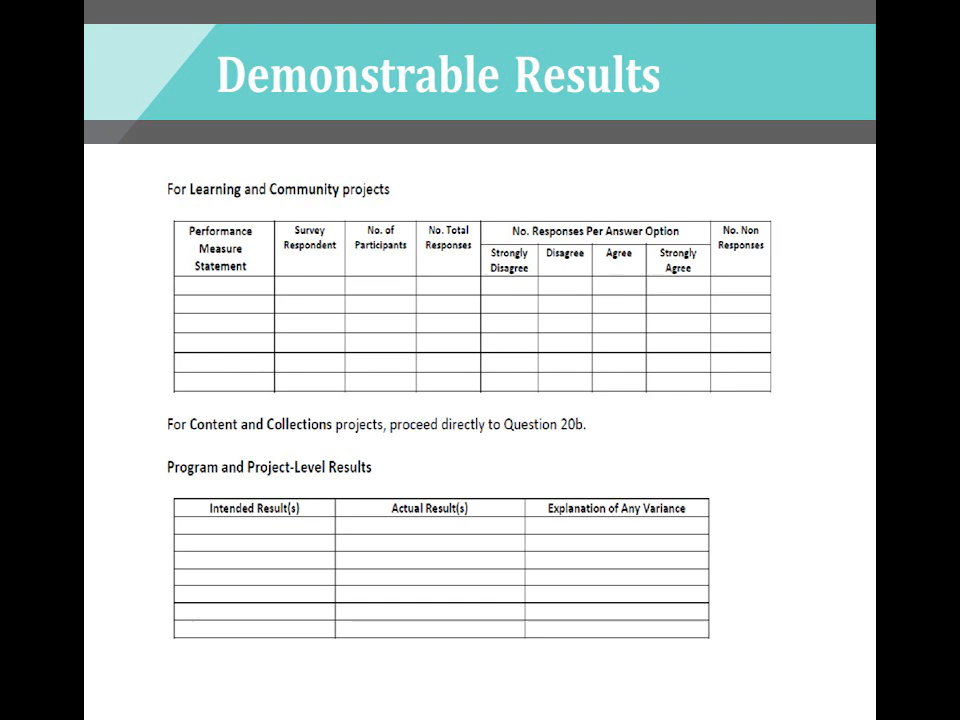 Demonstrable Results
For Learning and Community projects
Performance Measure Statement
Survey Respondent
No. of Participants
No. Total Responses
No. Responses Per Answer Option
Strongly Disagree
Disagree
Agree
Strongly Agree
No. Non Responses
For Content and Collections projects, proceed directly to Question 20b.
Program and Project-Level Results
Intended Result(s)
Actual Result(s)
Explanation of Any Variance